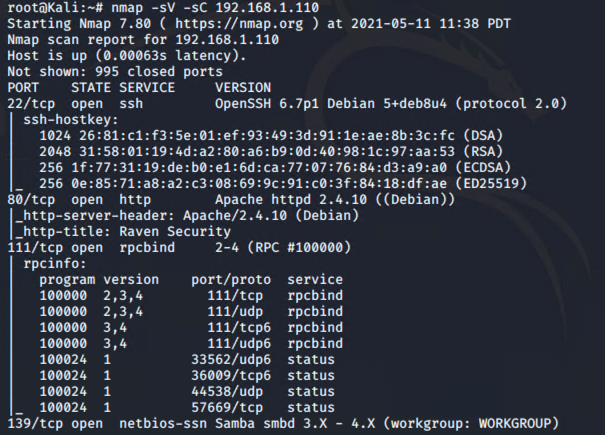 root@Kali:~# nmap -sV -sC 192.168.1.110
Starting Nmap 7.80 ( https://nmap.org ) at 2021-05-11 11:38 PDT
Nmap scan report for 192.168.1.110
Host is up (0.00063s latency).
Not shown: 995 closed ports
PORT    STATE SERVICE     VERSION
22/tcp  open  ssh         OpenSSH 6.7p1 Debian 5+deb8u4 (protocol 2.0)
| ssh-hostkey:
|   1024 26:81:c1:f3:5e:01:ef:93:49:3d:91:1e:ae:8b:3c:fc (DSA)
|   2048 31:58:01:19:4d:a2:80:a6:b9:0d:40:98:1c:97:aa:53 (RSA)
|   256 1f:77:31:19:de:b0:e1:6d:ca:77:07:76:84:d3:a9:a0 (ECDSA)
|_  256 0e:85:71:a8:a2:c3:08:69:9c:91:c0:3f:84:18:df:ae (ED25519)
80/tcp  open  http        Apache httpd 2.4.10 ((Debian))
|_http-server-header: Apache/2.4.10 (Debian)
|_http-title: Raven Security
111/tcp open  rpcbind     2-4 (RPC #100000)
| rpcinfo:
|   program version    port/proto  service
|   100000  2,3,4        111/tcp   rpcbind
|   100000  2,3,4        111/udp   rpcbind
|   100000  3,4          111/tcp6  rpcbind
|   100000  3,4          111/udp6  rpcbind
|   100024  1          33562/udp6  status
|   100024  1          36009/tcp6  status
|   100024  1          44538/udp   status
|_  100024  1          57669/tcp   status
139/tcp open  netbios-ssn Samba smbd 3.X - 4.X (workgroup: WORKGROUP)